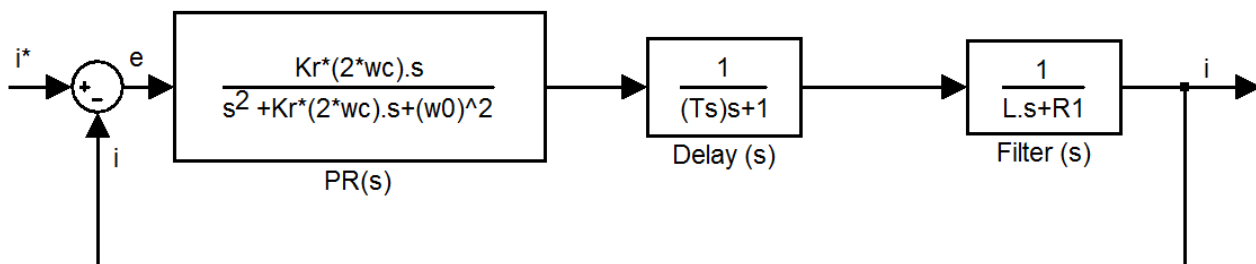 i*
+
-
e
i
Kr*(2*wc).s
s2 +Kr*(2*wc).s+(w0)^2
PR(s)
1
(Ts)s+1
Delay (s)
1
L.s+R1
Filter (s)
i